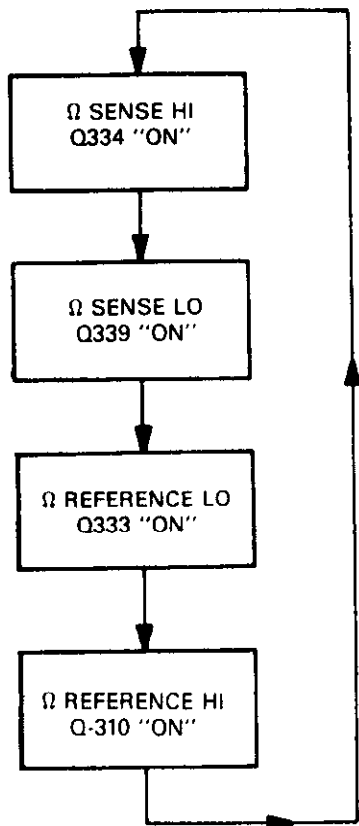 Ω SENSE HI
Q334 "ON"
Ω SENSE LO
Q339 "ON"
Ω REFERENCE LO
Q333 "ON"
Ω REFERENCE HI
Q-310 "ON"